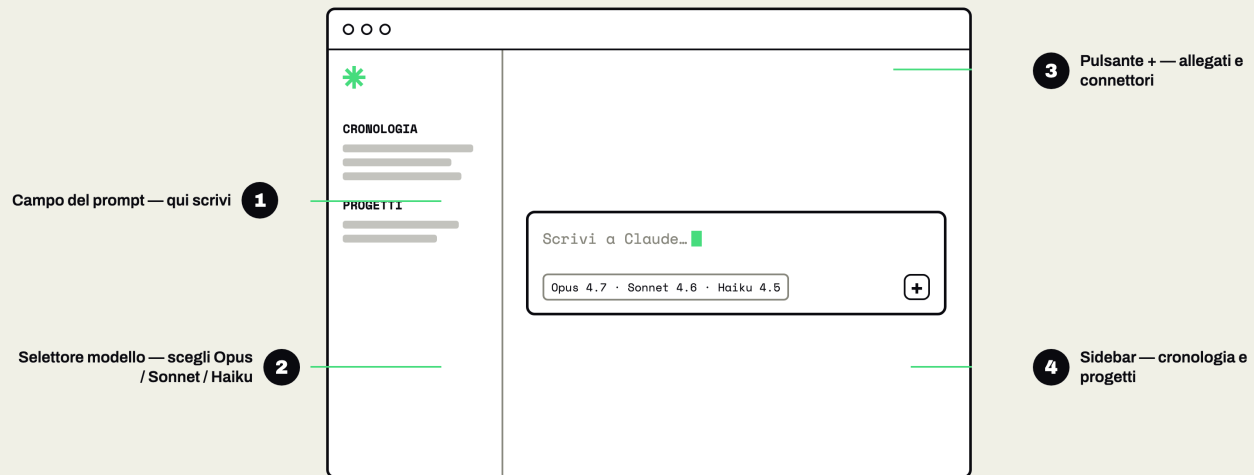 3
Pulsante + — allegati e
connettori
CRONOLOGIA
Campo del prompt — qui scrivi
1
PROGETTI
Scrivi a Claude…
Opus 4.7 · Sonnet 4.6 · Haiku 4.5
+
Selettore modello — scegli Opus
/ Sonnet / Haiku
2
4
Sidebar — cronologia e
progetti